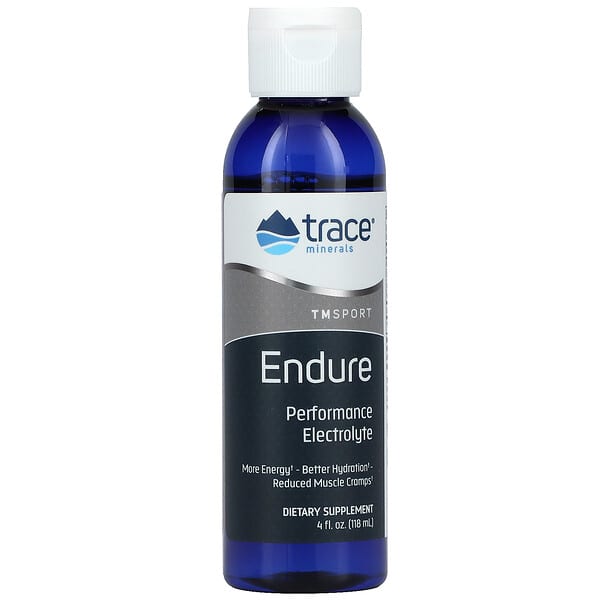 trace®
minerals
TMSPORT
Endure
Performance
Electrolyte
More Energy† - Better Hydration† -
Reduced Muscle Cramps†
DIETARY SUPPLEMENT
4 fl. oz. (118 mL)